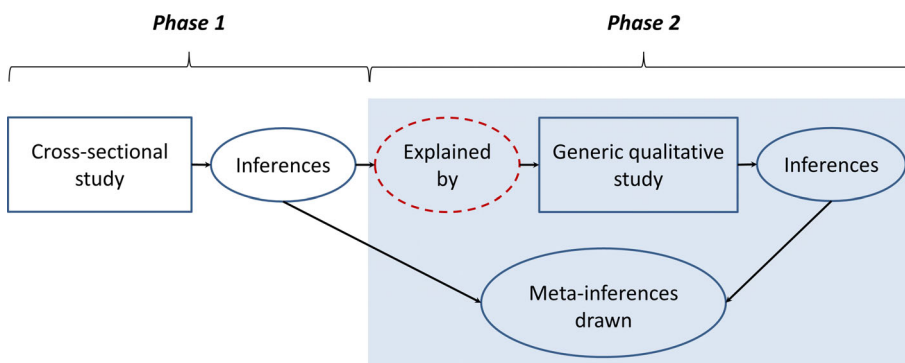 Phase 1
Phase 2
Cross-sectional
study
Inferences
Explained
by
Generic qualitative
study
Inferences
Meta-inferences
drawn